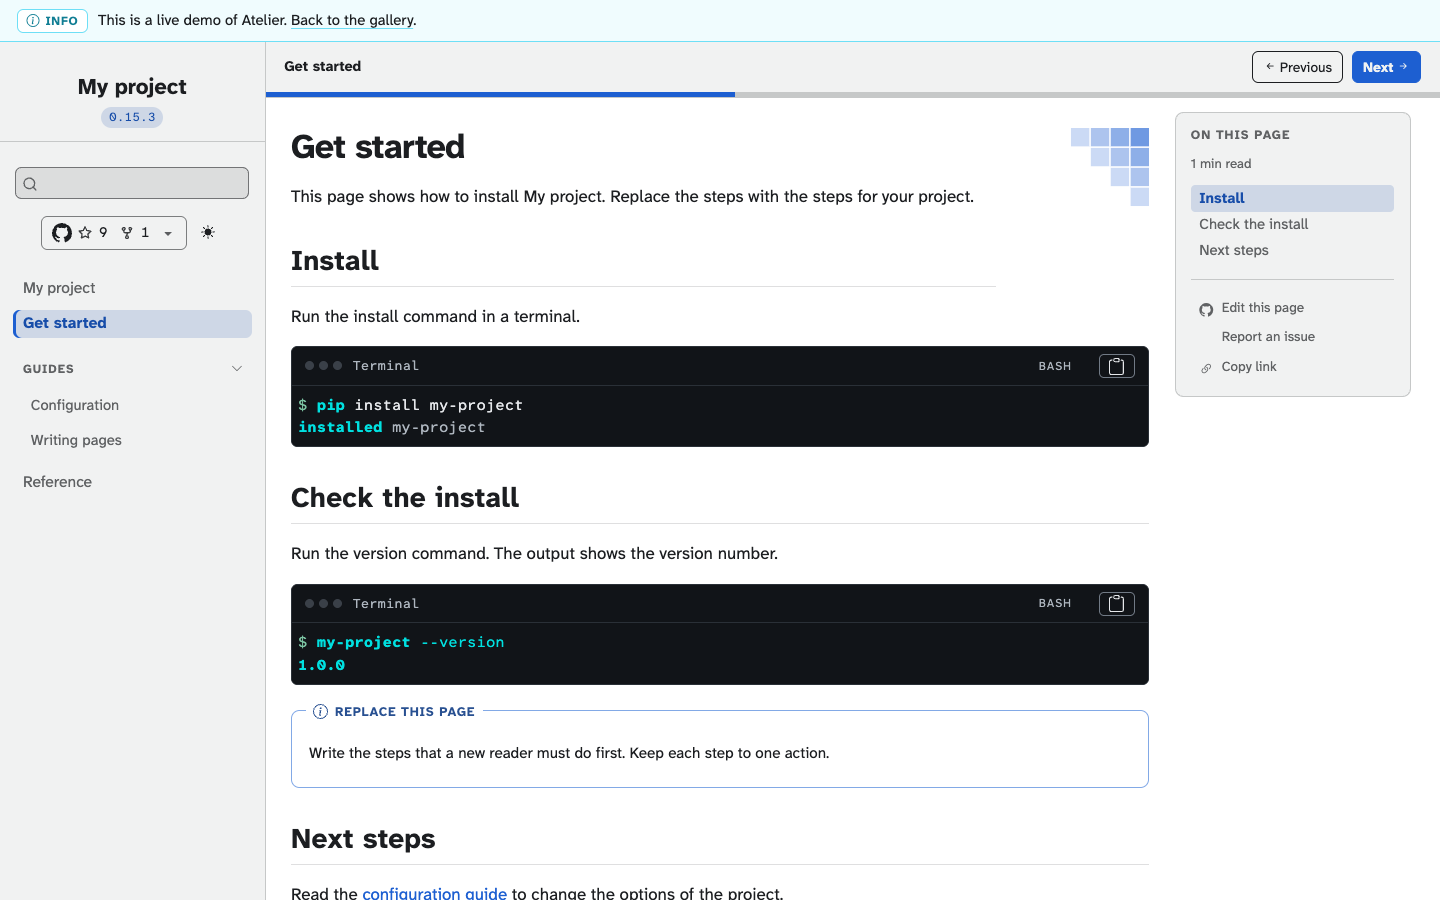 INFO This is a live demo of Atelier. Back to the gallery.
My project
0.15.3
9 1
My project
Get started
GUIDES
Configuration
Writing pages
Reference
Get started
← Previous
Next →
Get started
This page shows how to install My project. Replace the steps with the steps for your project.
Install
Run the install command in a terminal.
Terminal BASH
$ pip install my-project
installed my-project
Check the install
Run the version command. The output shows the version number.
Terminal BASH
$ my-project --version
1.0.0
REPLACE THIS PAGE
Write the steps that a new reader must do first. Keep each step to one action.
Next steps
Read the configuration guide to change the options of the project.
ON THIS PAGE
1 min read
Install
Check the install
Next steps
Edit this page
Report an issue
Copy link